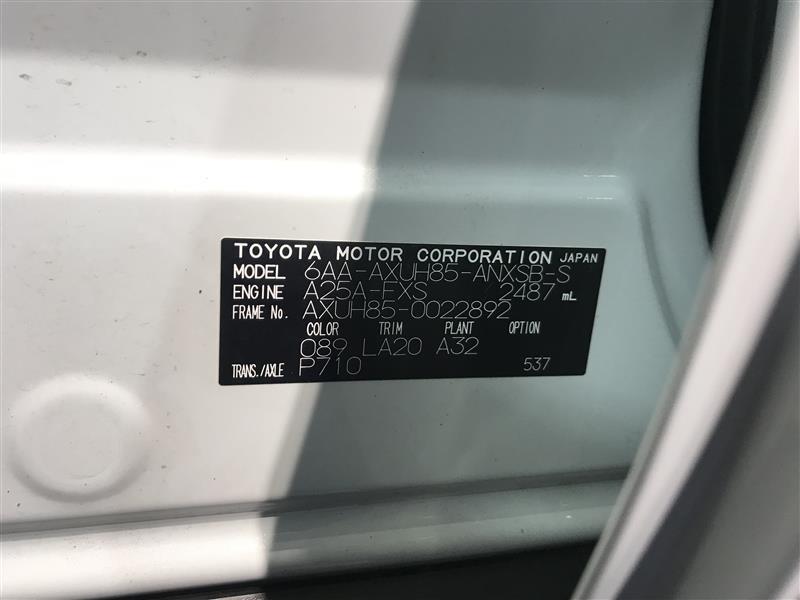 TOYOTA MOTOR CORPORATION JAPAN
MODEL 6AA-AXUH85-ANXSB-S
ENGINE A25A-FXS 2487 mL
FRAME No. AXUH85-0022892
COLOR TRIM PLANT OPTION
089 LA20 A32
TRANS./AXLE P710 537